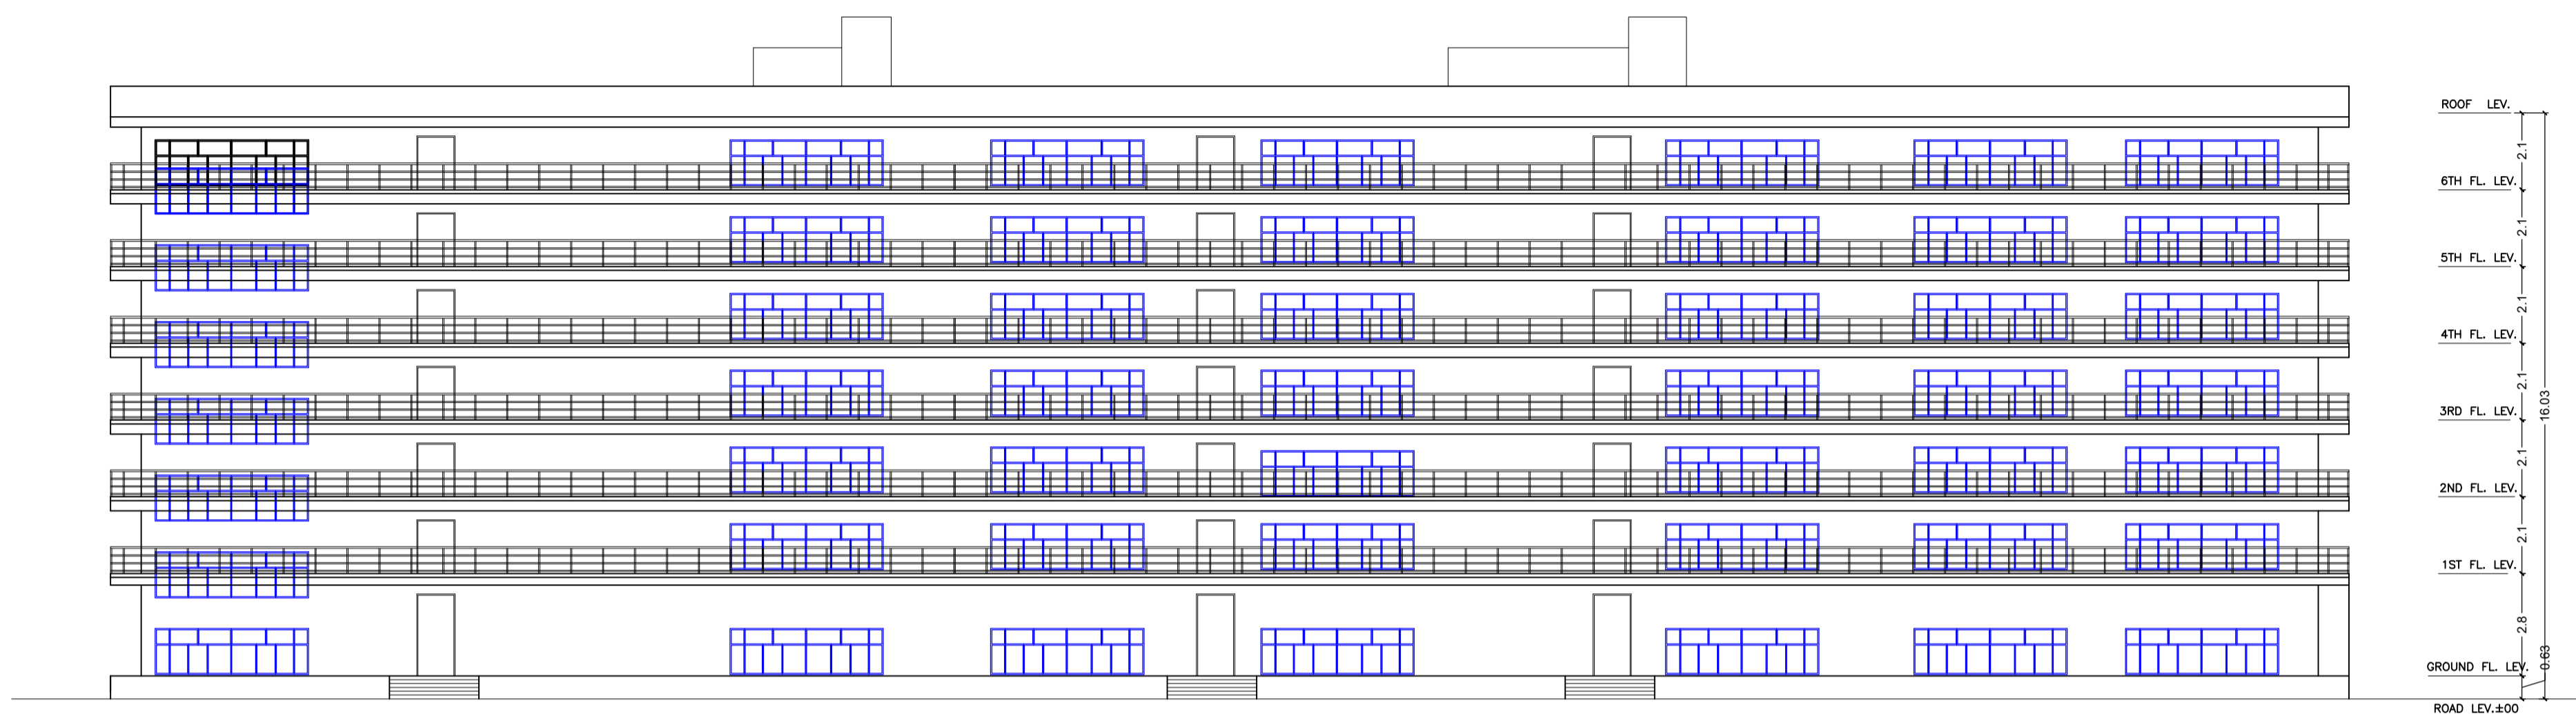 ROOF LEV.
2.1
6TH FL. LEV.
2.1
5TH FL. LEV.
2.1
4TH FL. LEV.
2.1
3RD FL. LEV.
16.03
2.1
2ND FL. LEV.
2.1
1ST FL. LEV.
2.8
GROUND FL. LEV.
0.63
ROAD LEV.±00